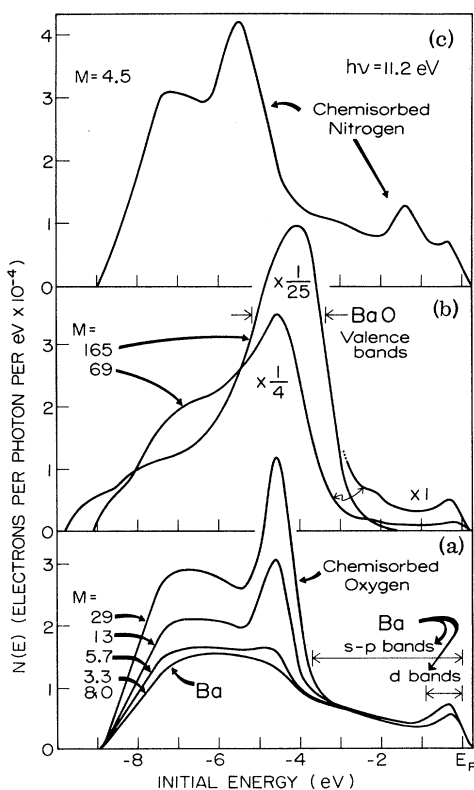 4
(c)
M=4.5
hν=11.2 eV
3
Chemisorbed
Nitrogen
2
1
0
×1/25
BaO
(b)
Valence
bands
M=
165
69
3
×1/4
2
1
×1
0
(a)
Chemisorbed
Oxygen
3
M=
29
13
5.7
3.3
&0
Ba
s-p bands
d bands
2
Ba
1
0
-8 -6 -4 -2 EF
INITIAL ENERGY (eV)
N(E) (ELECTRONS PER PHOTON PER eV ×10⁻⁴)